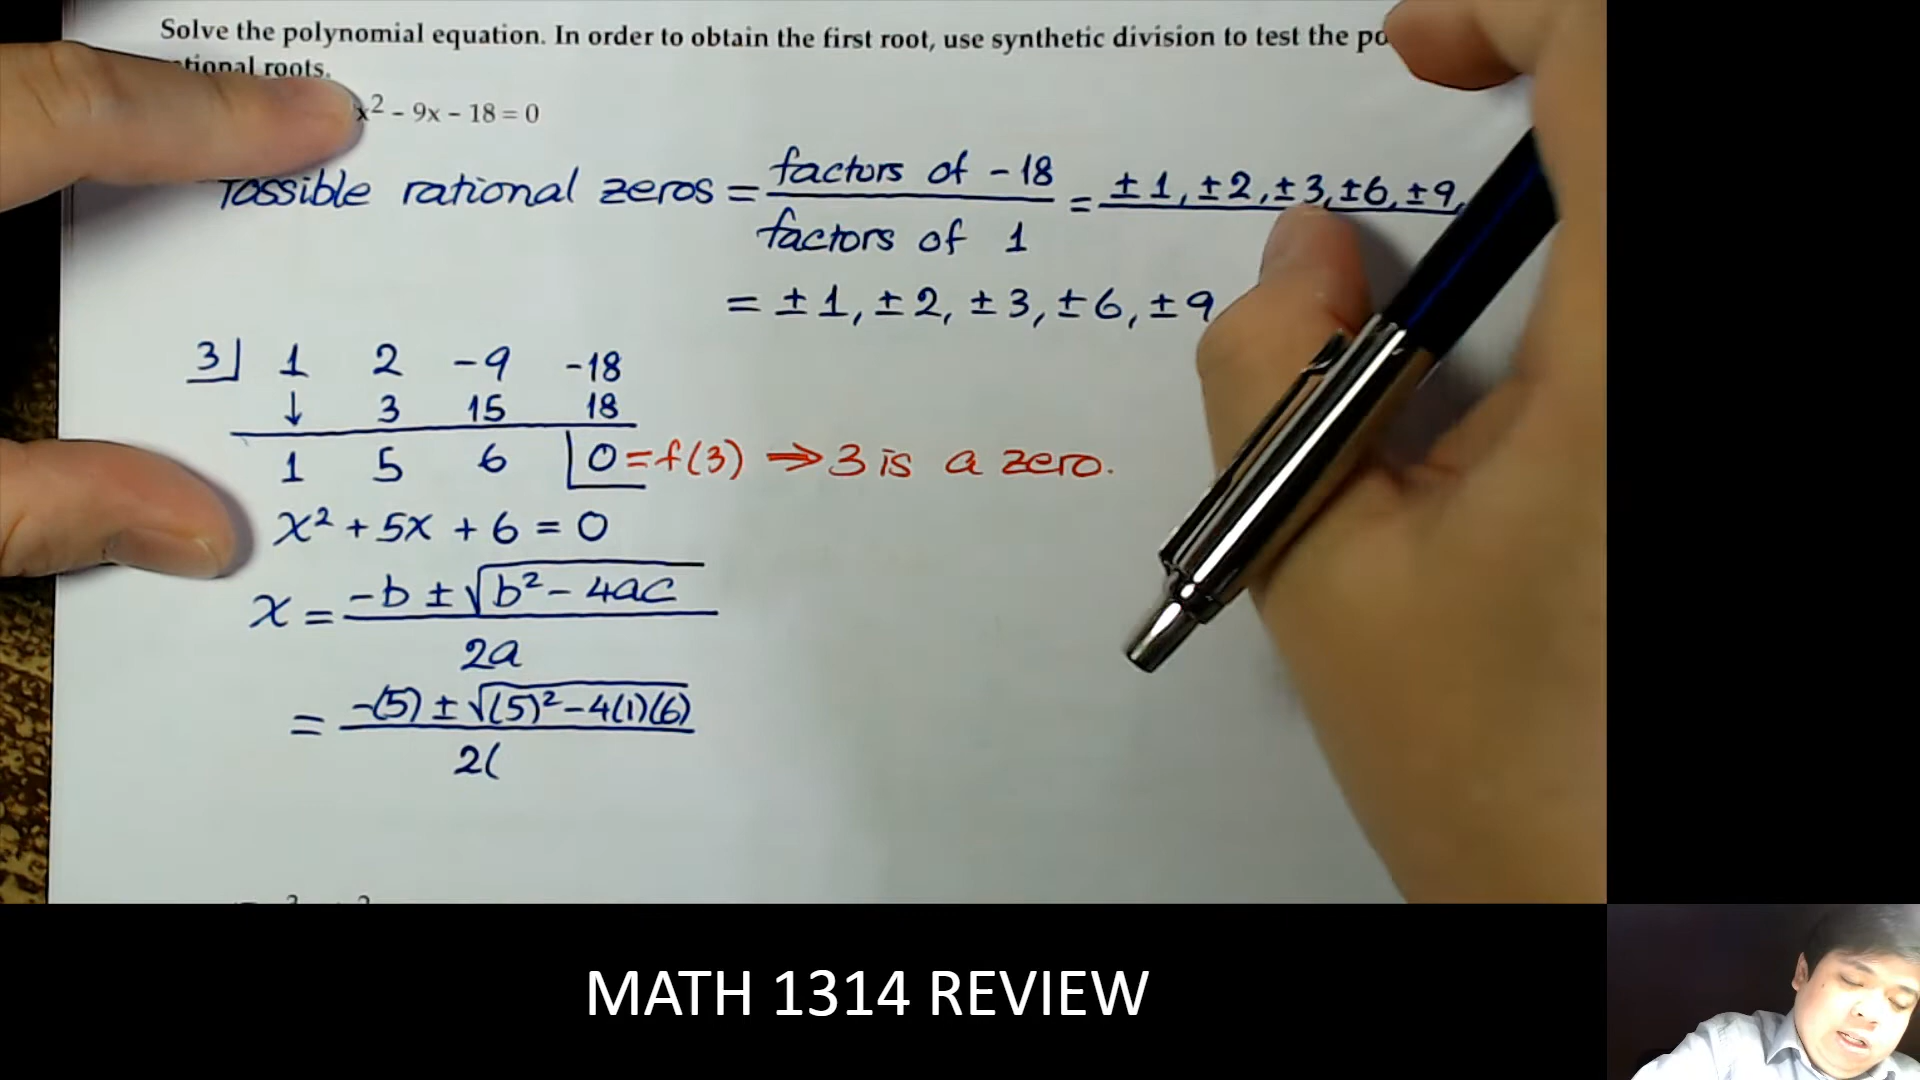 Solve the polynomial equation. In order to obtain the first root, use synthetic division to test the
roots.
x² – 9x – 18 = 0
Possible rational zeros = factors of -18 / factors of 1 = ±1, ±2, ±3, ±6, ±9,
= ±1, ±2, ±3, ±6, ±9
3 | 1 2 -9 -18
↓ 3 15 18
1 5 6 | 0 = f(3) ⇒ 3 is a zero.
x² + 5x + 6 = 0
x = -b ± √(b² - 4ac) / 2a
= -(5) ± √((5)² - 4(1)(6)) / 2(
MATH 1314 REVIEW